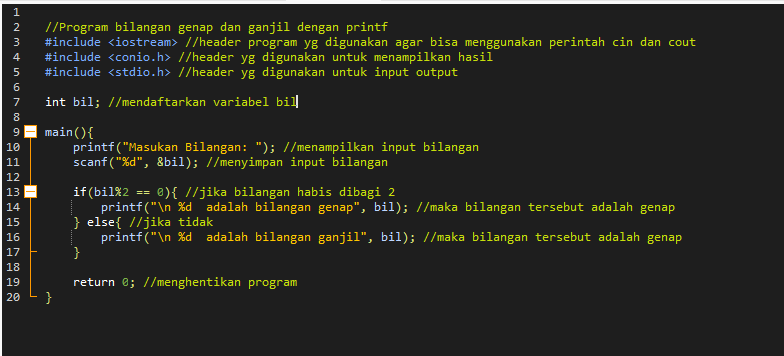 1
2 //Program bilangan genap dan ganjil dengan printf
3 #include <iostream> //header program yg digunakan agar bisa menggunakan perintah cin dan cout
4 #include <conio.h> //header yg digunakan untuk menampilkan hasil
5 #include <stdio.h> //header yg digunakan untuk input output
6
7 int bil; //mendaftarkan variabel bil
8
9 main(){
10 printf("Masukan Bilangan: "); //menampilkan input bilangan
11 scanf("%d", &bil); //menyimpan input bilangan
12
13 if(bil%2 == 0){ //jika bilangan habis dibagi 2
14 printf("\n %d  adalah bilangan genap", bil); //maka bilangan tersebut adalah genap
15 } else{ //jika tidak
16 printf("\n %d  adalah bilangan ganjil", bil); //maka bilangan tersebut adalah genap
17 }
18
19 return 0; //menghentikan program
20 }